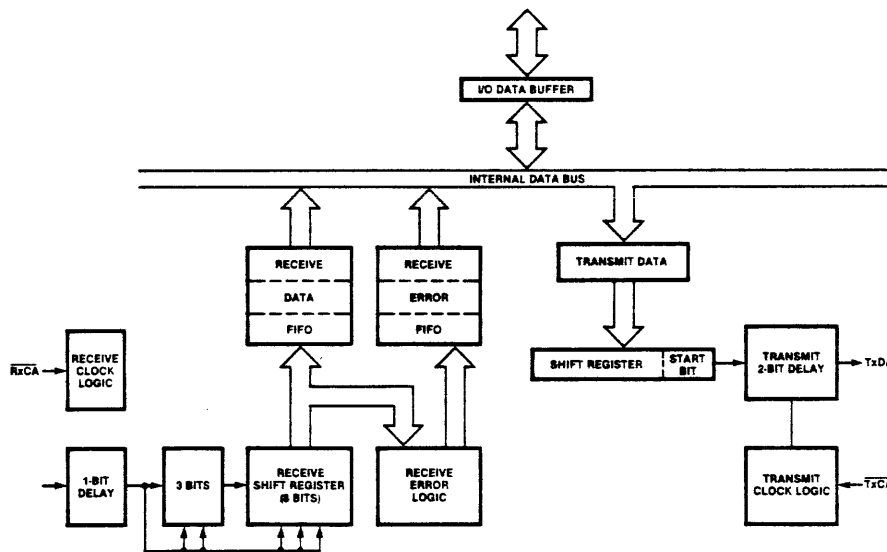 I/O DATA BUFFER
INTERNAL DATA BUS
RECEIVE
DATA
FIFO
RECEIVE
ERROR
FIFO
TRANSMIT DATA
RxCA
RECEIVE
CLOCK
LOGIC
SHIFT REGISTER
START
BIT
TRANSMIT
2-BIT DELAY
TxD
1-BIT
DELAY
3 BITS
RECEIVE
SHIFT REGISTER
(8 BITS)
RECEIVE
ERROR
LOGIC
TRANSMIT
CLOCK LOGIC
TxC